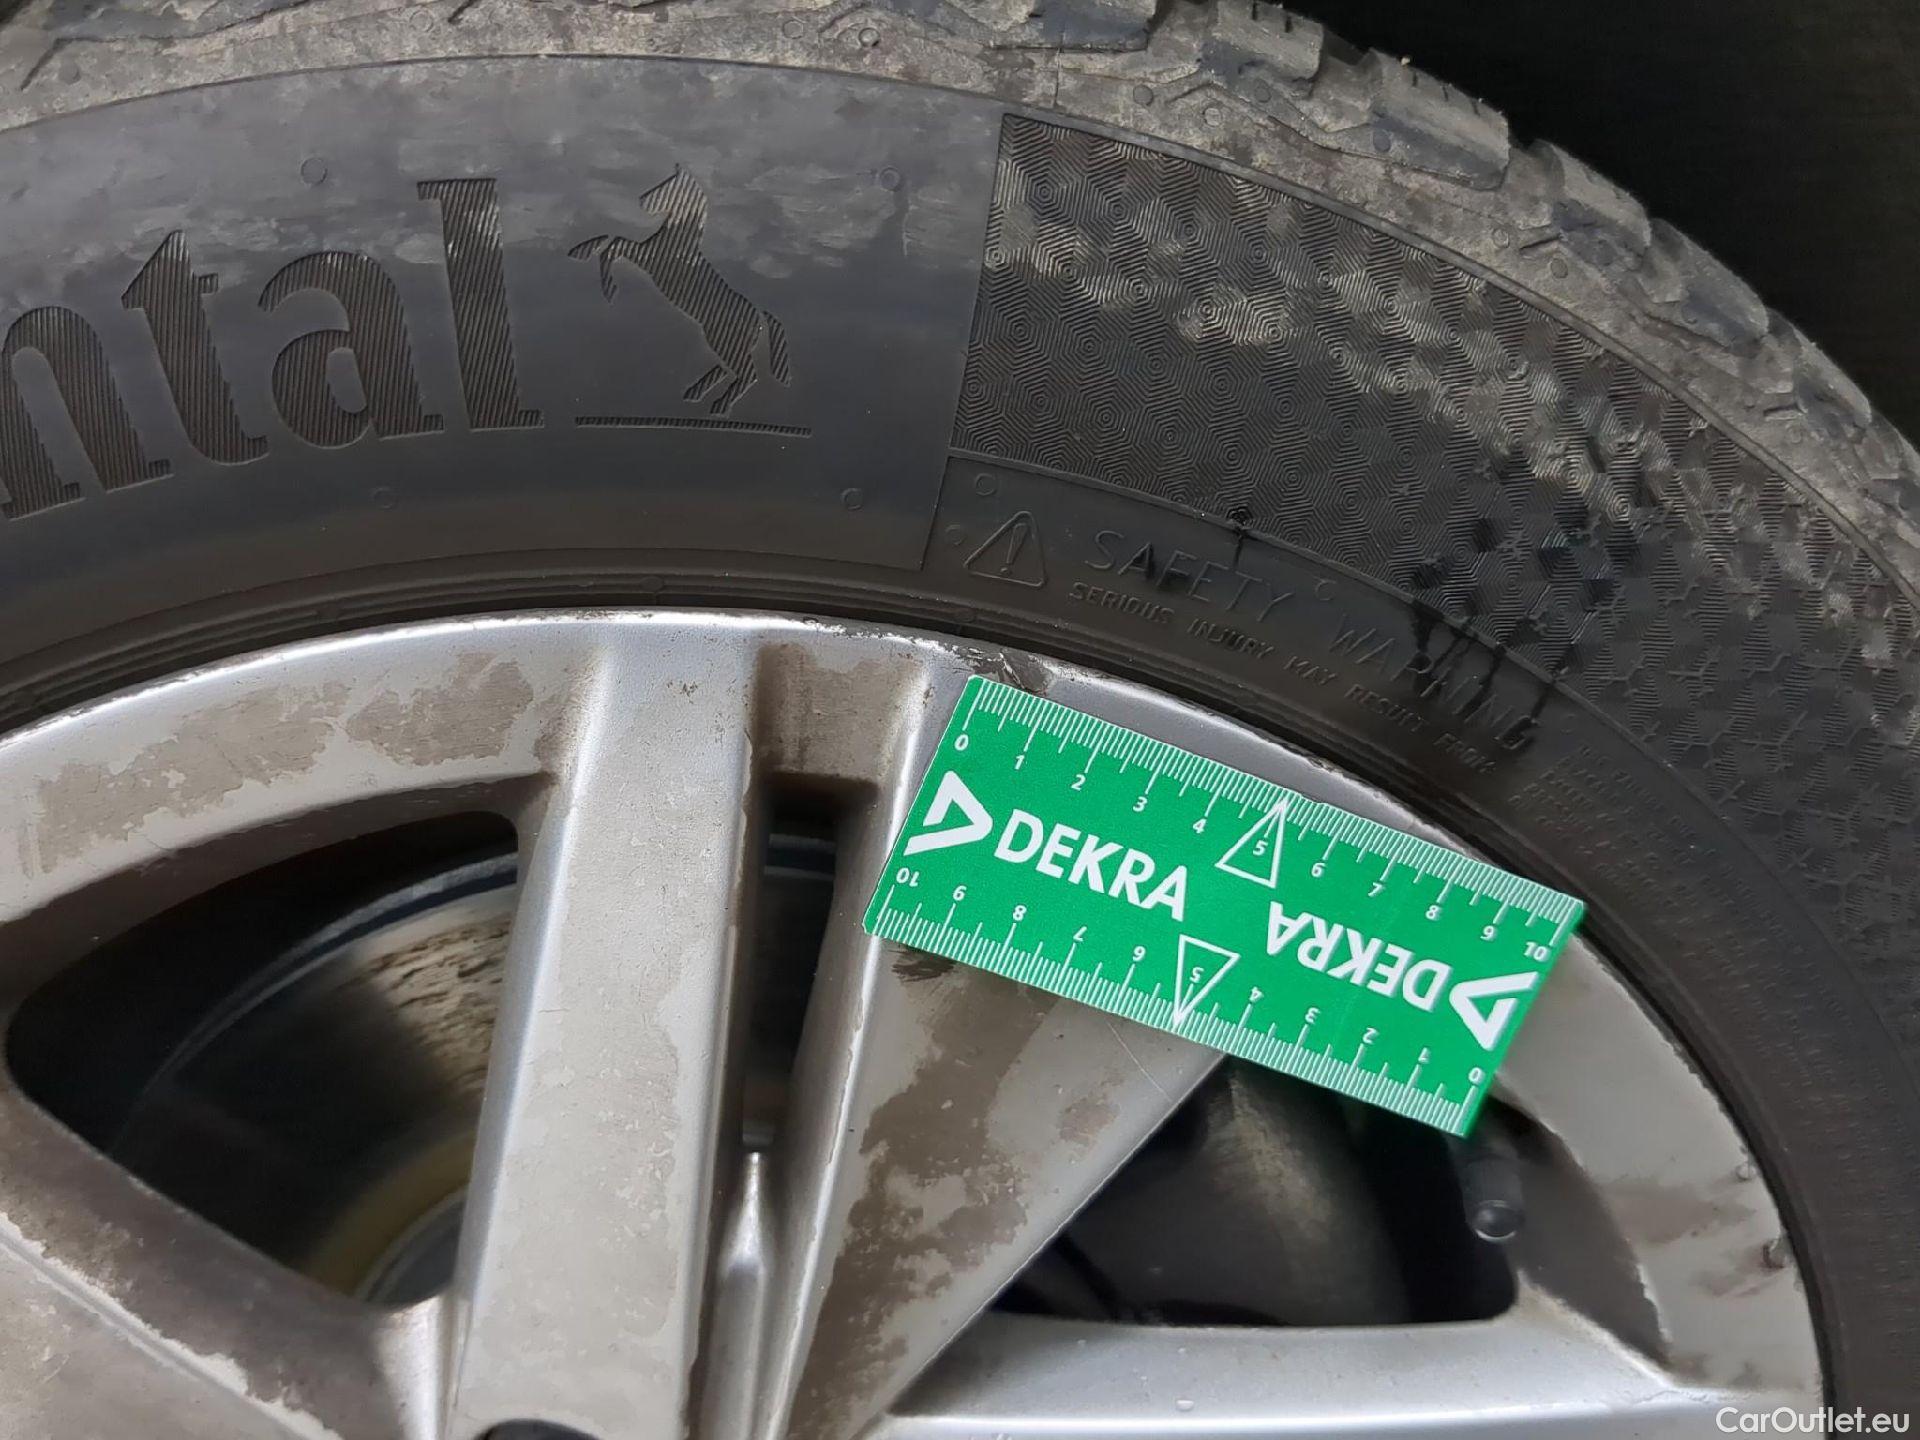 ntal
SAFETY WARNING
SERIOUS INJURY MAY RESULT FROM
0 1 2 3 4 5 6 7 8 9 10
DEKRA
DEKRA
10 9 8 7 6 5 4 3 2 1 0
CarOutlet.eu